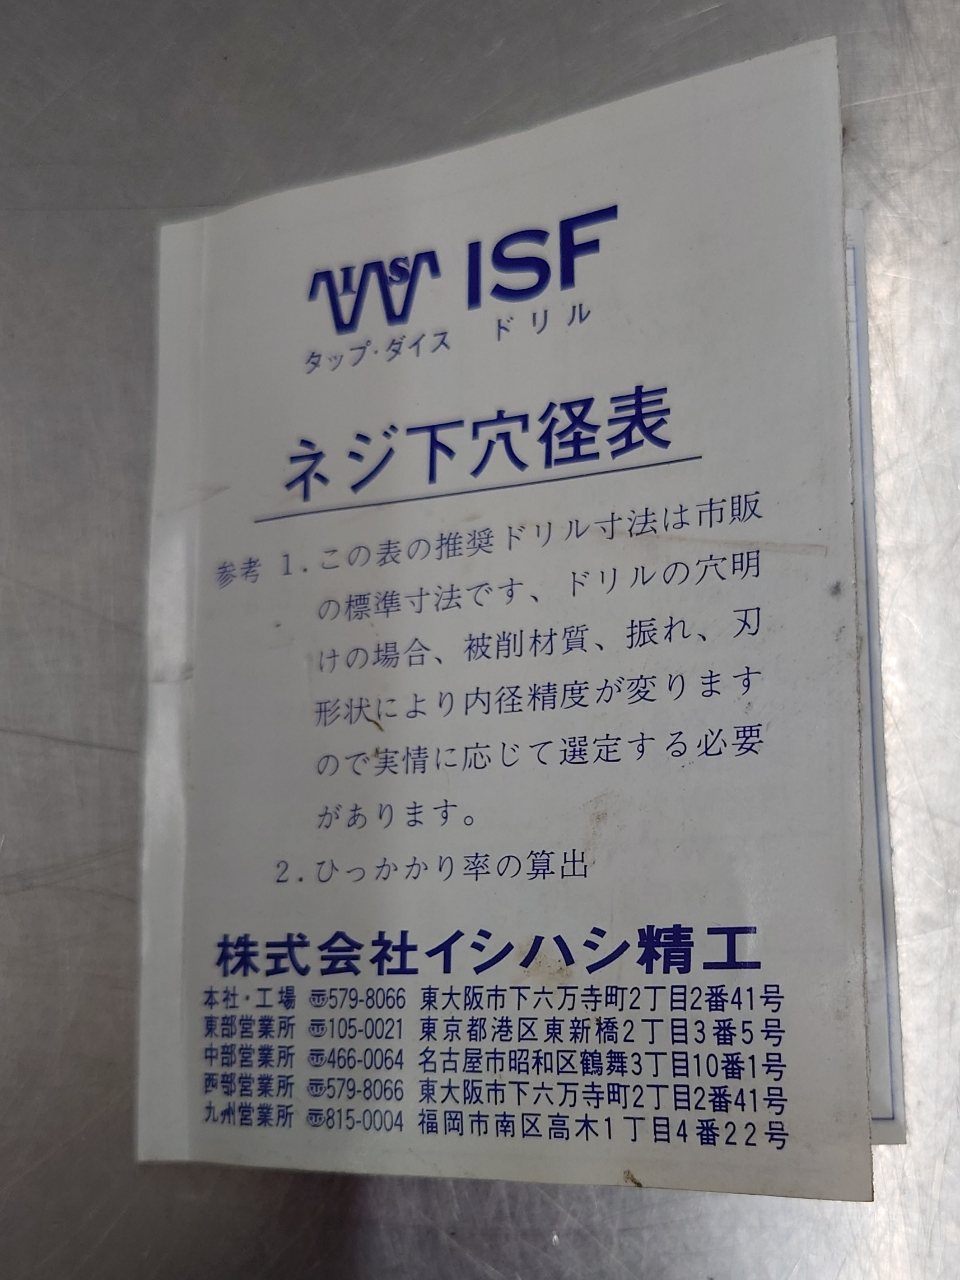 IS ISF
タップ・ダイス ドリル
ネジ下穴径表
参考 1. この表の推奨ドリル寸法は市販
の標準寸法です、ドリルの穴明
けの場合、被削材質、振れ、刃
形状により内径精度が変ります
ので実情に応じて選定する必要
があります。
2. ひっかかり率の算出
株式会社イシハシ精工
本社・工場 〠579-8066 東大阪市下六万寺町2丁目2番41号
東部営業所 〠105-0021 東京都港区東新橋2丁目3番5号
中部営業所 〠466-0064 名古屋市昭和区鶴舞3丁目10番1号
西部営業所 〠579-8066 東大阪市下六万寺町2丁目2番41号
九州営業所 〠815-0004 福岡市南区高木1丁目4番22号